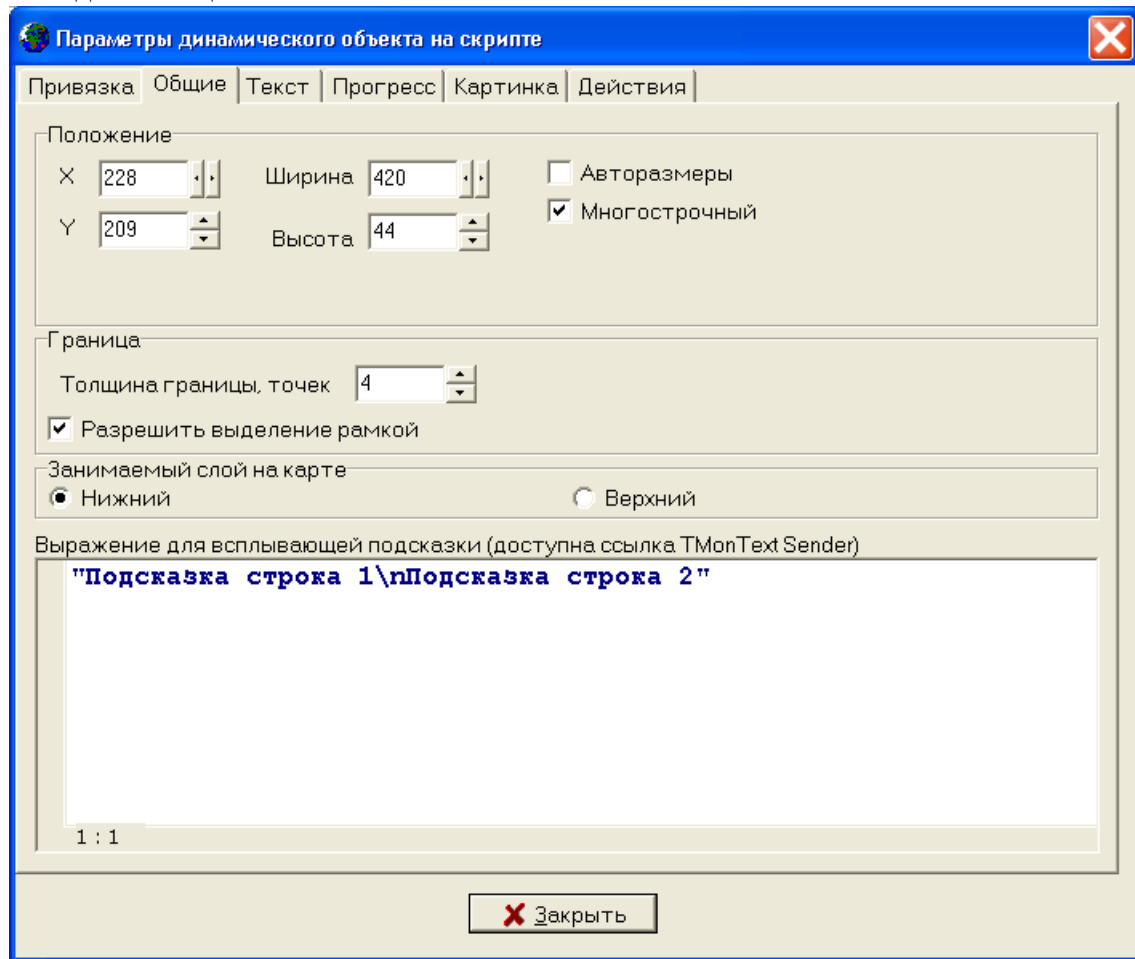 Параметры динамического объекта на скрипте
Привязка Общие Текст Прогресс Картинка Действия
Положение
X 228 Ширина 420 Авторазмеры
Y 209 Высота 44 Многострочный
Граница
Толщина границы, точек 4
Разрешить выделение рамкой
Занимаемый слой на карте
Нижний Верхний
Выражение для всплывающей подсказки (доступна ссылка TMonText Sender)
"Подсказка строка 1\nПодсказка строка 2"
1 : 1
Закрыть